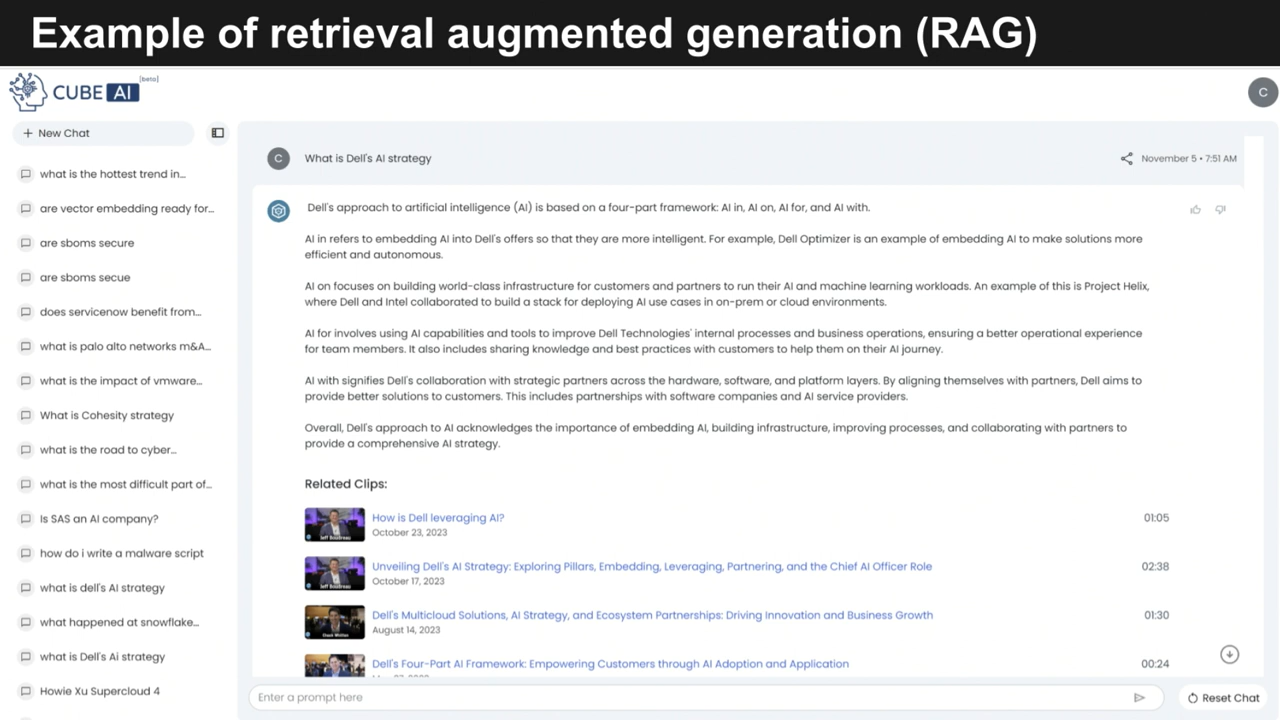 Example of retrieval augmented generation (RAG)
CUBE AI [beta]
C
+ New Chat
what is the hottest trend in...
are vector embedding ready for...
are sboms secure
are sboms secue
does servicenow benefit from...
what is palo alto networks m&A...
what is the impact of vmware...
What is Cohesity strategy
what is the road to cyber...
what is the most difficult part of...
Is SAS an AI company?
how do i write a malware script
what is dell's AI strategy
what happened at snowflake...
what is Dell's Ai strategy
Howie Xu Supercloud 4
C What is Dell's AI strategy
November 5 • 7:51 AM
Dell's approach to artificial intelligence (AI) is based on a four-part framework: AI in, AI on, AI for, and AI with.
AI in refers to embedding AI into Dell's offers so that they are more intelligent. For example, Dell Optimizer is an example of embedding AI to make solutions more
efficient and autonomous.
AI on focuses on building world-class infrastructure for customers and partners to run their AI and machine learning workloads. An example of this is Project Helix,
where Dell and Intel collaborated to build a stack for deploying AI use cases in on-prem or cloud environments.
AI for involves using AI capabilities and tools to improve Dell Technologies' internal processes and business operations, ensuring a better operational experience
for team members. It also includes sharing knowledge and best practices with customers to help them on their AI journey.
AI with signifies Dell's collaboration with strategic partners across the hardware, software, and platform layers. By aligning themselves with partners, Dell aims to
provide better solutions to customers. This includes partnerships with software companies and AI service providers.
Overall, Dell's approach to AI acknowledges the importance of embedding AI, building infrastructure, improving processes, and collaborating with partners to
provide a comprehensive AI strategy.
Related Clips:
Jeff Boudreau
How is Dell leveraging AI?
01:05
October 23, 2023
Jeff Boudreau
Unveiling Dell's AI Strategy: Exploring Pillars, Embedding, Leveraging, Partnering, and the Chief AI Officer Role
02:38
October 17, 2023
Chuck Whitten
Dell's Multicloud Solutions, AI Strategy, and Ecosystem Partnerships: Driving Innovation and Business Growth
01:30
August 14, 2023
Dell's Four-Part AI Framework: Empowering Customers through AI Adoption and Application
00:24
Enter a prompt here
Reset Chat